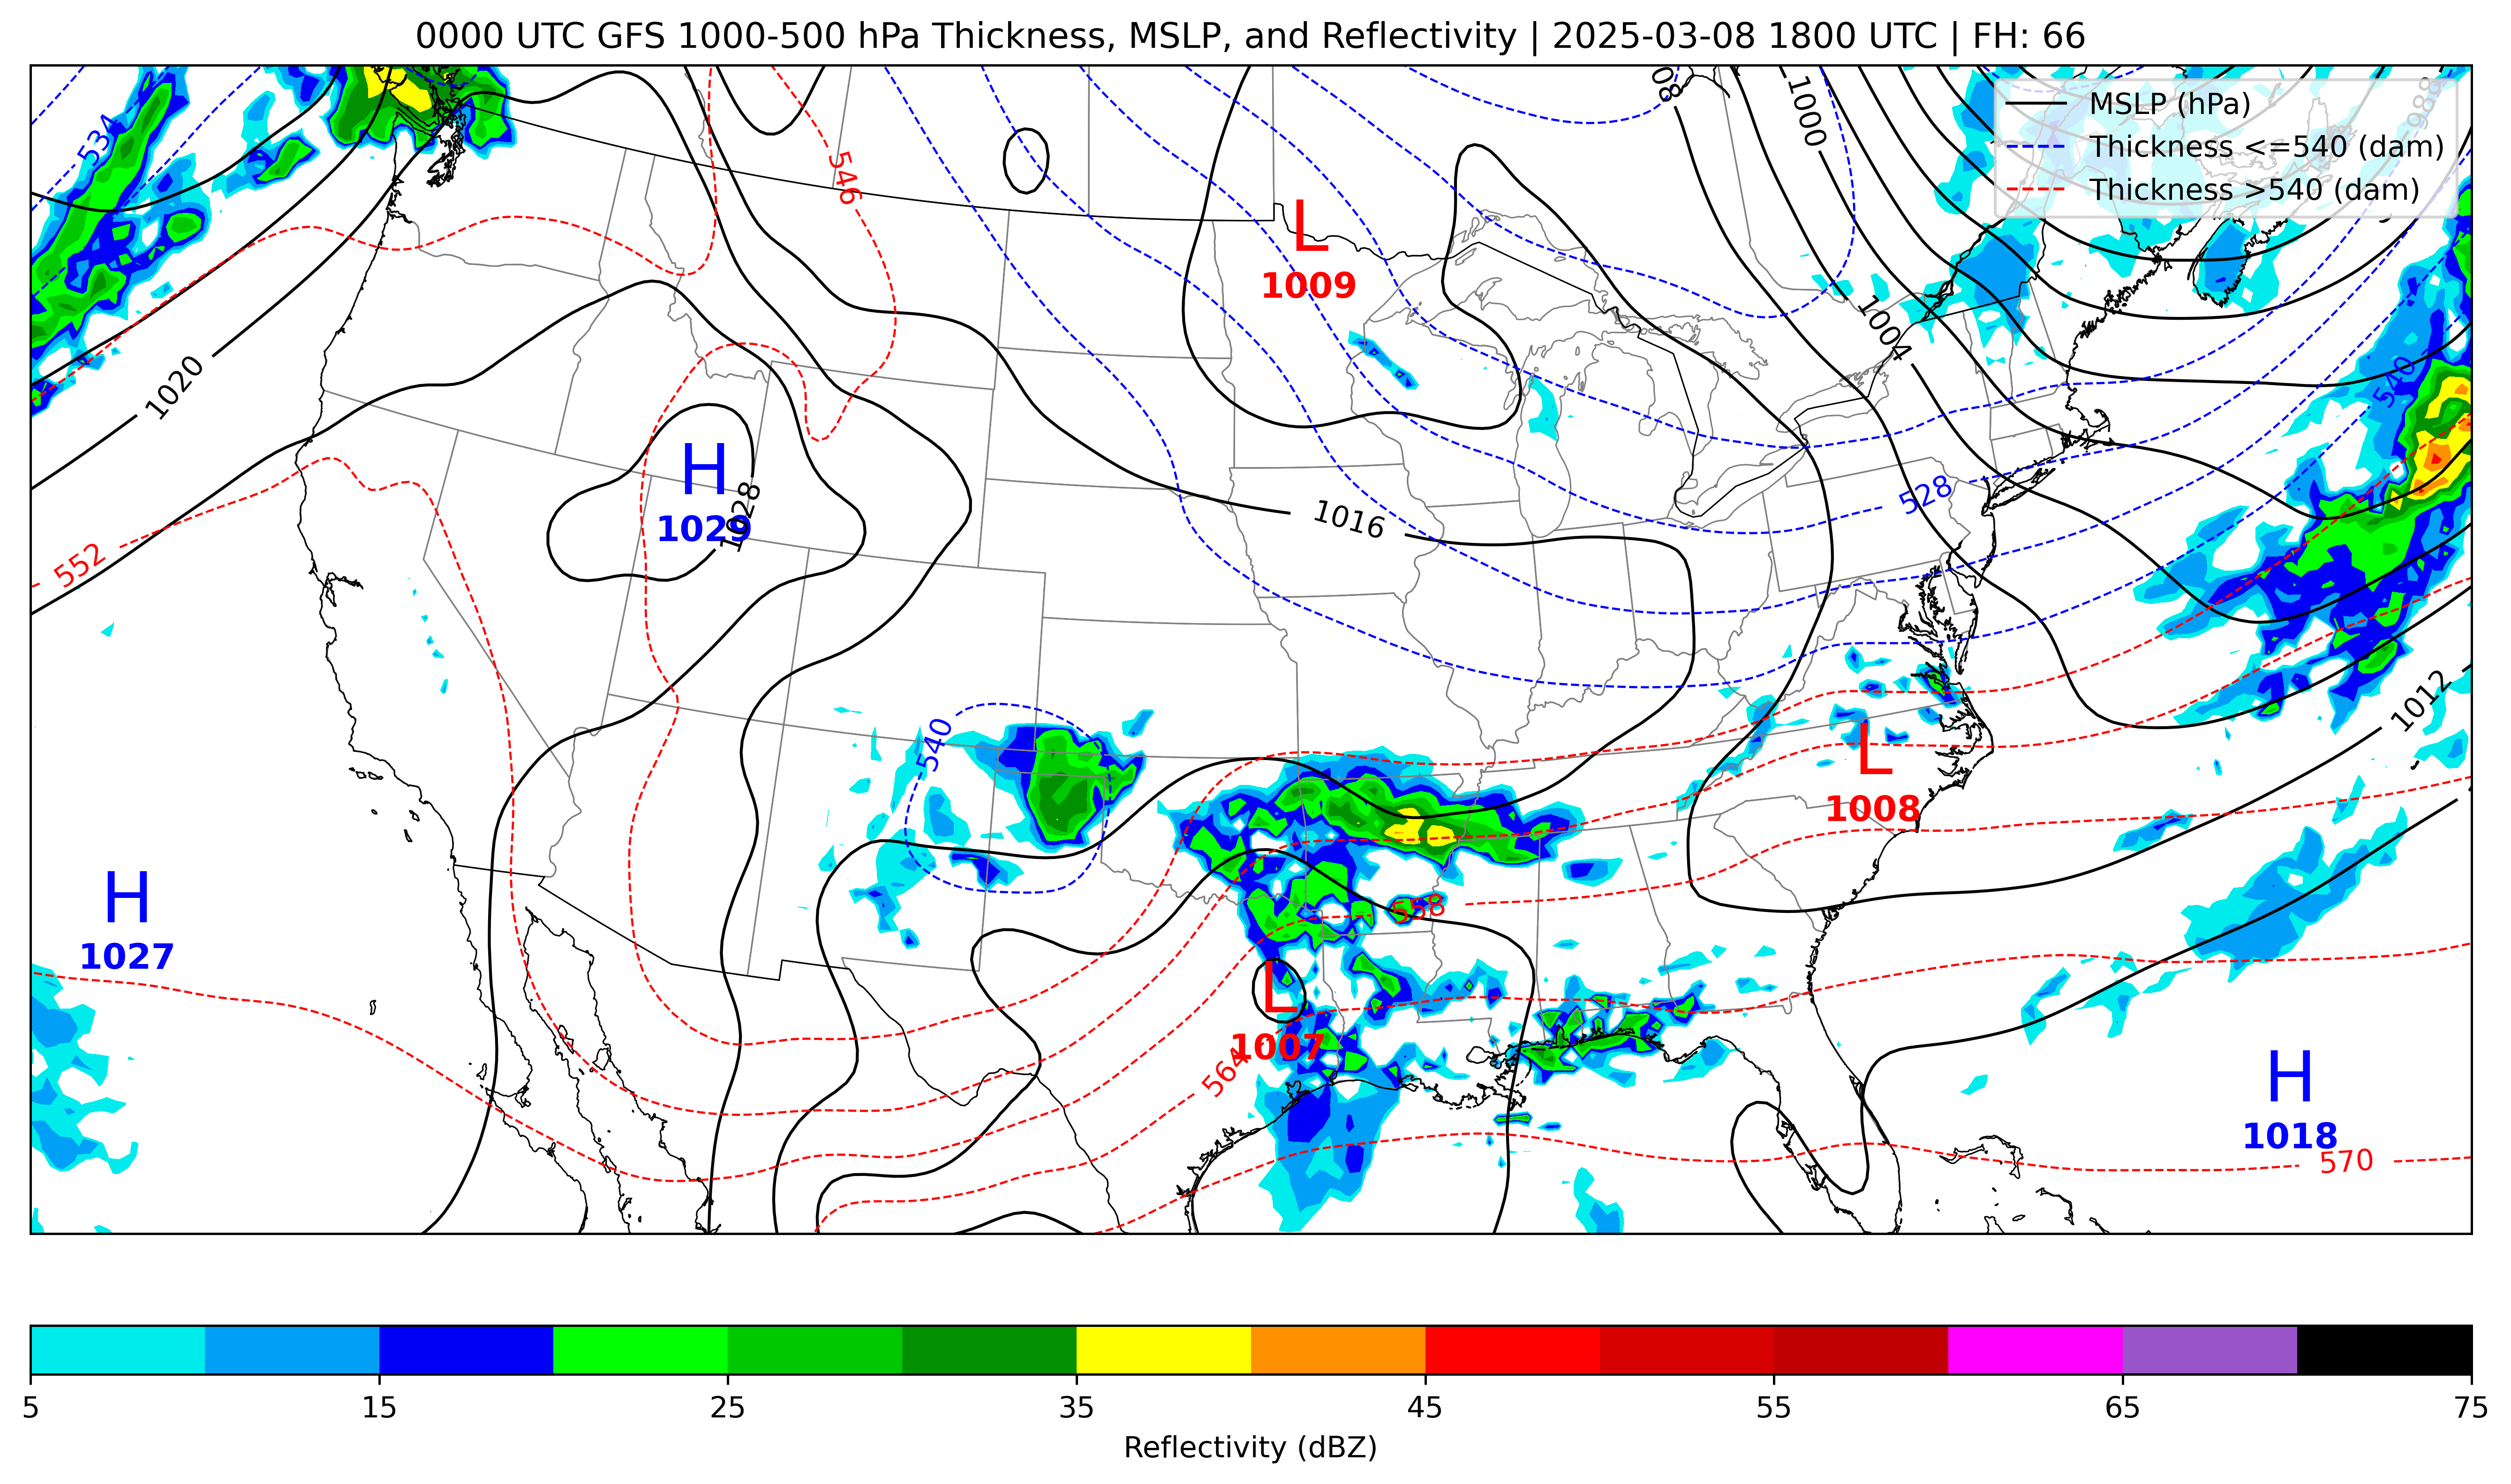 0000 UTC GFS 1000-500 hPa Thickness, MSLP, and Reflectivity | 2025-03-08 1800 UTC | FH: 66
MSLP (hPa)
Thickness <=540 (dam)
Thickness >540 (dam)
534
546
1000
988
L
1009
1004
1020
540
H
1029
1028
1016
528
552
540
1012
L
1008
H
1027
558
L
1007
564
H
1018
570
5 15 25 35 45 55 65 75
Reflectivity (dBZ)